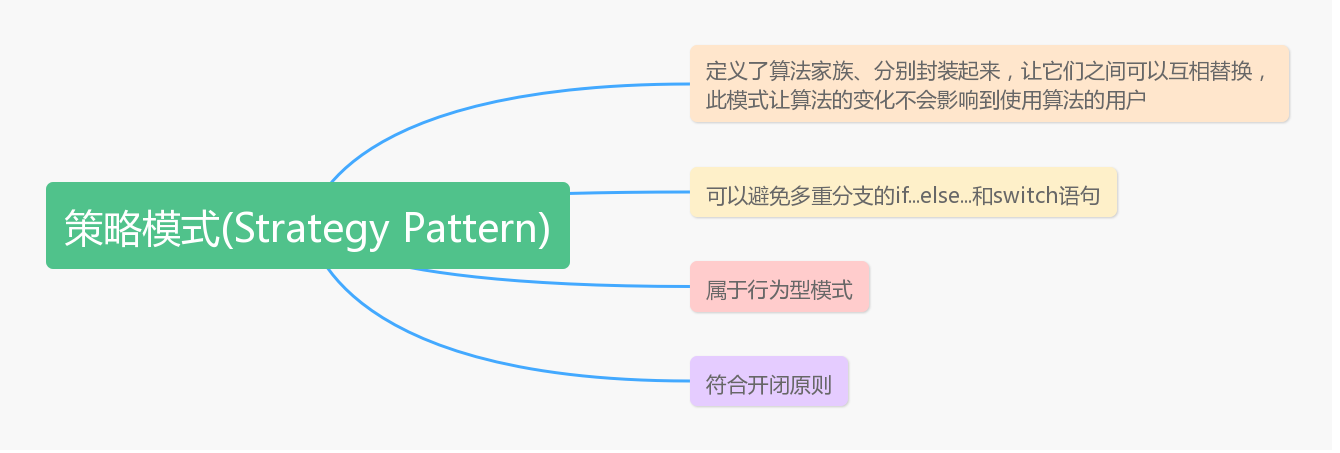 定义了算法家族、分别封装起来，让它们之间可以互相替换，
此模式让算法的变化不会影响到使用算法的用户
可以避免多重分支的if...else...和switch语句
策略模式(Strategy Pattern)
属于行为型模式
符合开闭原则